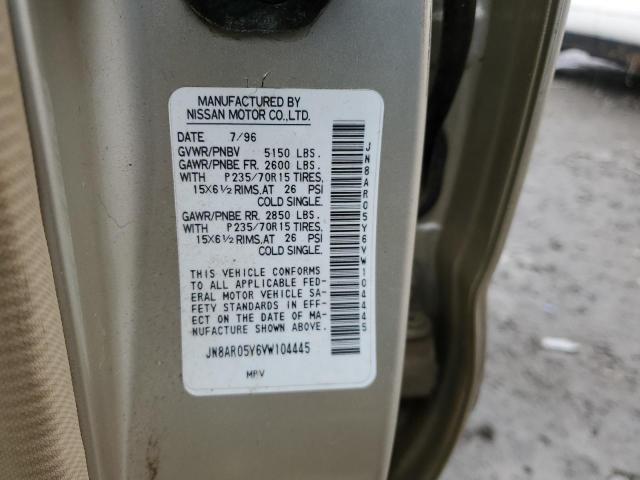 MANUFACTURED BY
NISSAN MOTOR CO.,LTD.
DATE 7/96
GVWR/PNBV 5150 LBS.
GAWR/PNBE FR. 2600 LBS.
WITH P235/70R15 TIRES,
15X6½ RIMS,AT 26 PSI
COLD SINGLE.
GAWR/PNBE RR. 2850 LBS.
WITH P235/70R15 TIRES,
15X6½ RIMS,AT 26 PSI
COLD SINGLE.
THIS VEHICLE CONFORMS
TO ALL APPLICABLE FED-
ERAL MOTOR VEHICLE SA-
FETY STANDARDS IN EFF-
ECT ON THE DATE OF MA-
NUFACTURE SHOWN ABOVE.
JN8AR05Y6VW104445
MPV
JN8AR05Y6VW104445